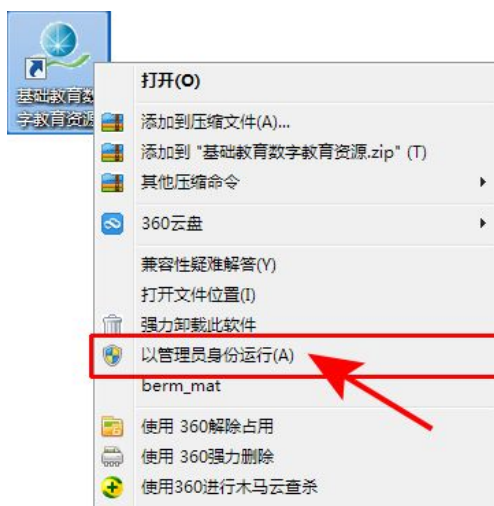 基础教育数
字教育资源
打开(O)
添加到压缩文件(A)...
添加到 "基础教育数字教育资源.zip" (T)
其他压缩命令
360云盘
兼容性疑难解答(Y)
打开文件位置(I)
强力卸载此软件
以管理员身份运行(A)
berm_mat
使用 360解除占用
使用 360强力删除
使用360进行木马云查杀